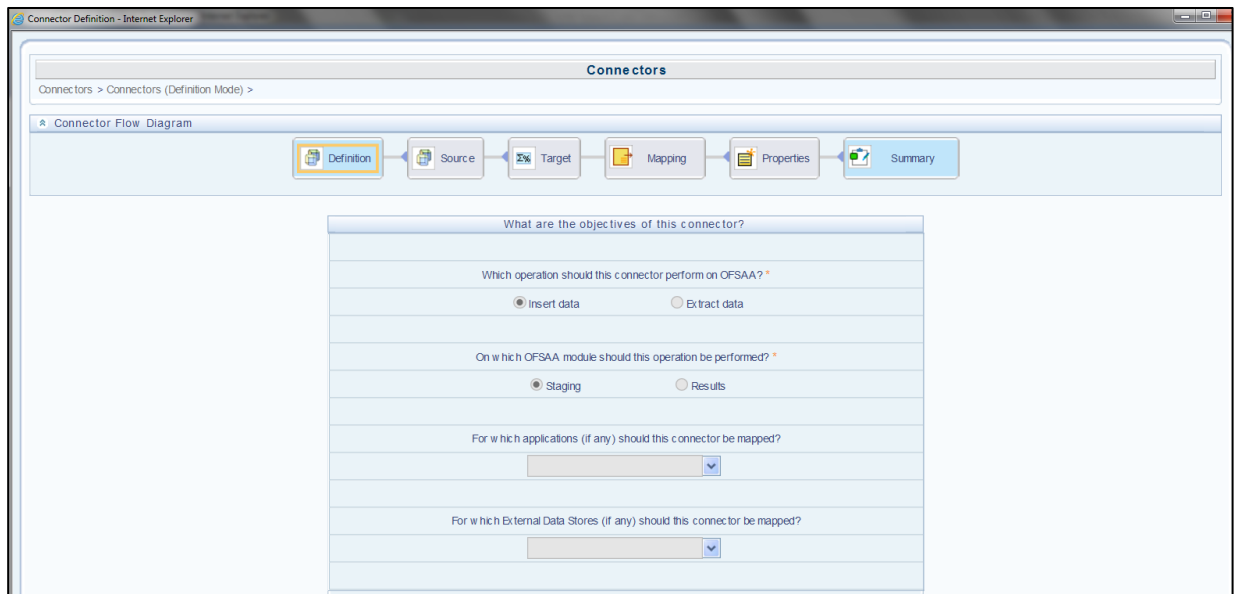 Connector Definition - Internet Explorer
Connectors
Connectors > Connectors (Definition Mode) >
Connector Flow Diagram
Definition Source Σ% Target Mapping Properties Summary
What are the objectives of this connector?
Which operation should this connector perform on OFSAA? *
Insert data Extract data
On which OFSAA module should this operation be performed? *
Staging Results
For which applications (if any) should this connector be mapped?
For which External Data Stores (if any) should this connector be mapped?